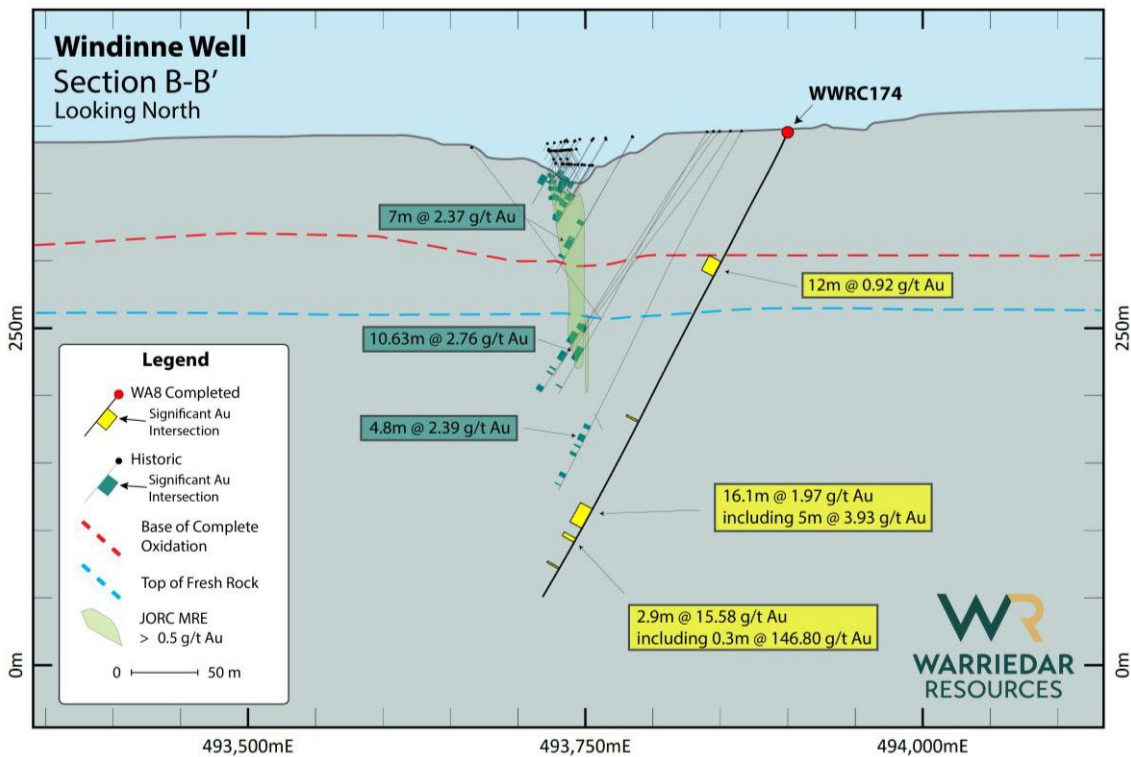 Windinne Well
Section B-B'
Looking North
WWRC174
7m @ 2.37 g/t Au
12m @ 0.92 g/t Au
10.63m @ 2.76 g/t Au
4.8m @ 2.39 g/t Au
16.1m @ 1.97 g/t Au
including 5m @ 3.93 g/t Au
2.9m @ 15.58 g/t Au
including 0.3m @ 146.80 g/t Au
250m
0m
250m
0m
Legend
WA8 Completed
Significant Au
Intersection
Historic
Significant Au
Intersection
Base of Complete
Oxidation
Top of Fresh Rock
JORC MRE
> 0.5 g/t Au
0 50 m
WR
WARRIEDAR
RESOURCES
493,500mE
493,750mE
494,000mE